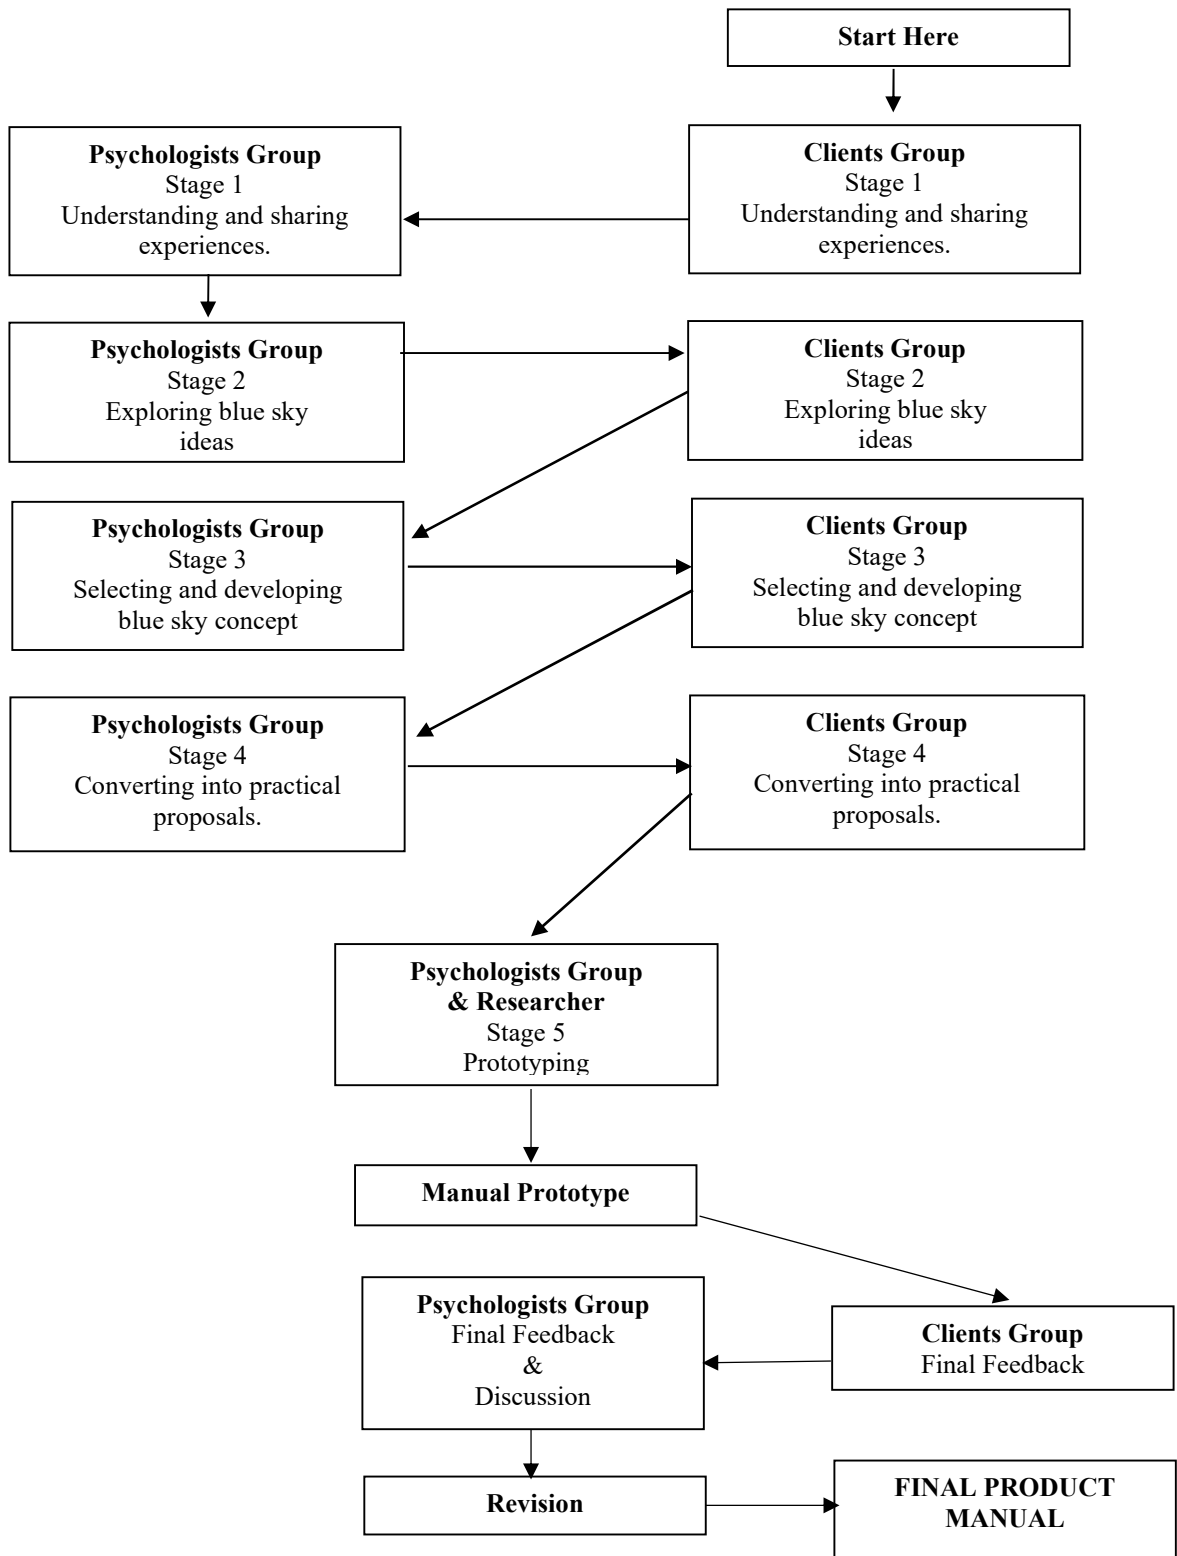 Start Here
Psychologists Group
Stage 1
Understanding and sharing
experiences.
Clients Group
Stage 1
Understanding and sharing
experiences.
Psychologists Group
Stage 2
Exploring blue sky
ideas
Clients Group
Stage 2
Exploring blue sky
ideas
Psychologists Group
Stage 3
Selecting and developing
blue sky concept
Clients Group
Stage 3
Selecting and developing
blue sky concept
Psychologists Group
Stage 4
Converting into practical
proposals.
Clients Group
Stage 4
Converting into practical
proposals.
Psychologists Group
& Researcher
Stage 5
Prototyping
Manual Prototype
Psychologists Group
Final Feedback
&
Discussion
Clients Group
Final Feedback
Revision
FINAL PRODUCT
MANUAL